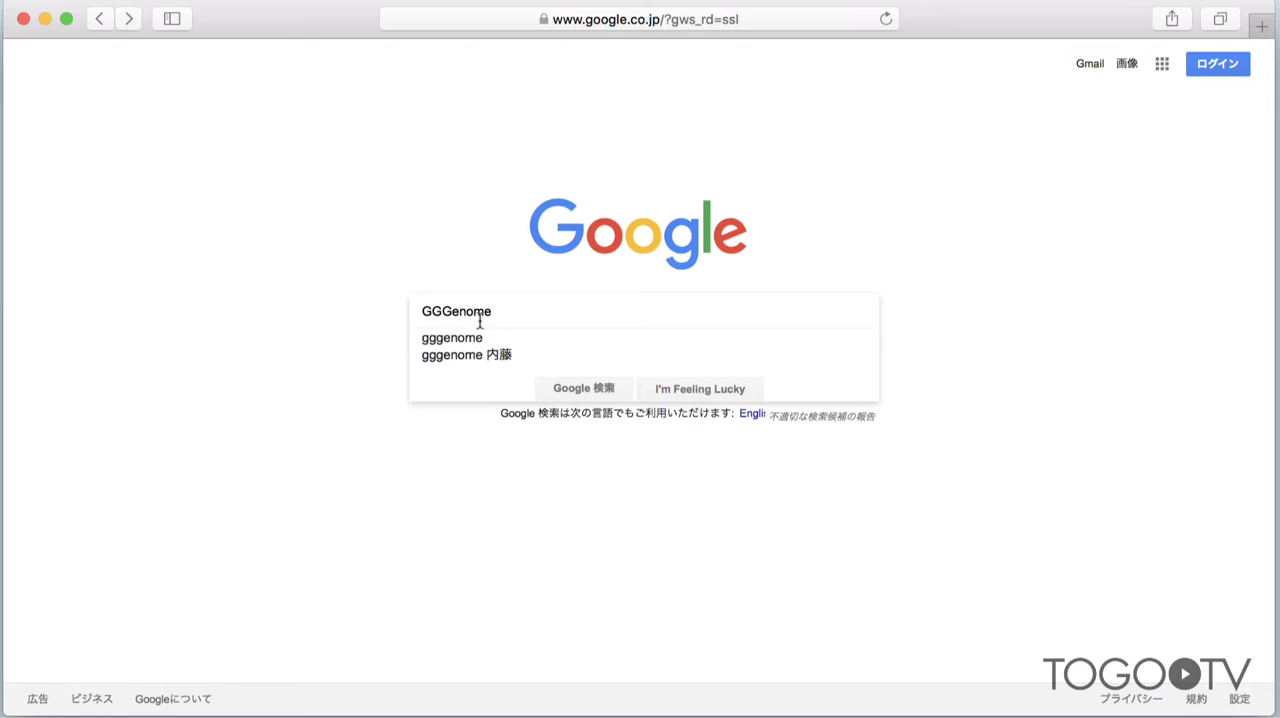 www.google.co.jp/?gws_rd=ssl
Gmail 画像 ログイン
Google
GGGenome
gggenome
gggenome 内藤
Google 検索 I'm Feeling Lucky
Google 検索は次の言語でもご利用いただけます: Englis 不適切な検索候補の報告
TOGOTV
広告 ビジネス Googleについて プライバシー 規約 設定